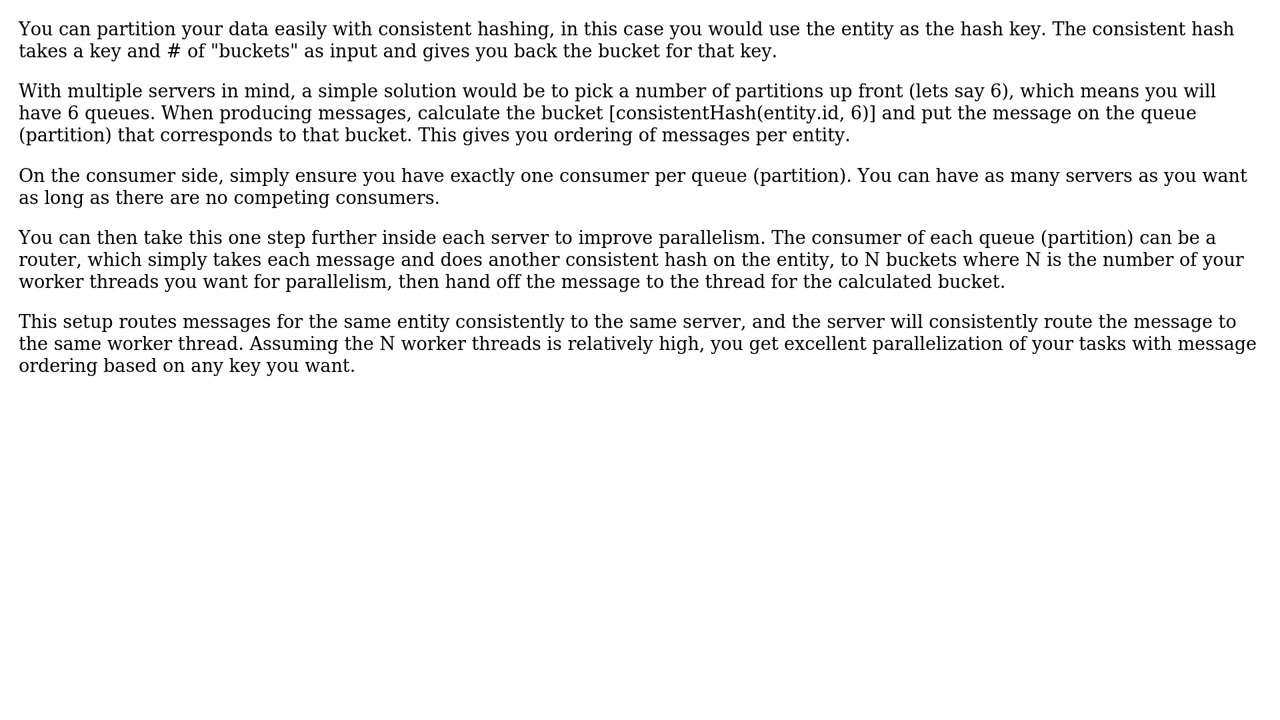 You can partition your data easily with consistent hashing, in this case you would use the entity as the hash key. The consistent hash
takes a key and # of "buckets" as input and gives you back the bucket for that key.
With multiple servers in mind, a simple solution would be to pick a number of partitions up front (lets say 6), which means you will
have 6 queues. When producing messages, calculate the bucket [consistentHash(entity.id, 6)] and put the message on the queue
(partition) that corresponds to that bucket. This gives you ordering of messages per entity.
On the consumer side, simply ensure you have exactly one consumer per queue (partition). You can have as many servers as you want
as long as there are no competing consumers.
You can then take this one step further inside each server to improve parallelism. The consumer of each queue (partition) can be a
router, which simply takes each message and does another consistent hash on the entity, to N buckets where N is the number of your
worker threads you want for parallelism, then hand off the message to the thread for the calculated bucket.
This setup routes messages for the same entity consistently to the same server, and the server will consistently route the message to
the same worker thread. Assuming the N worker threads is relatively high, you get excellent parallelization of your tasks with message
ordering based on any key you want.